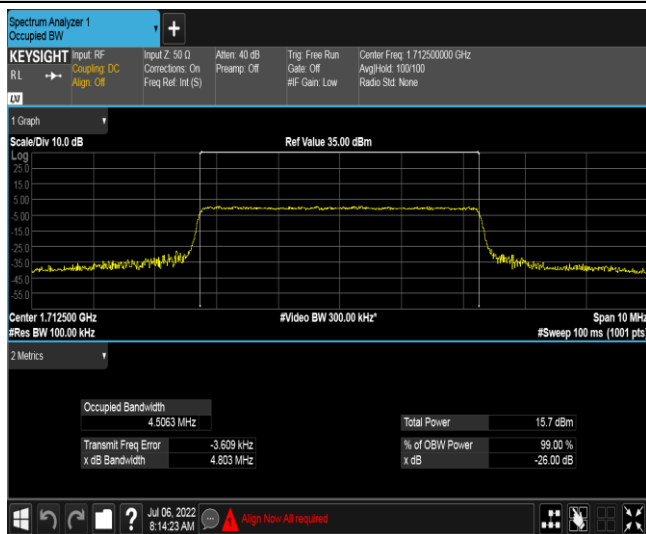 Spectrum Analyzer 1
Occupied BW
+
KEYSIGHT
RL
Input: RF
Coupling: DC
Align: Off
Input Z: 50 Ω
Corrections: On
Freq Ref: Int (S)
Atten: 40 dB
Preamp: Off
Trig: Free Run
Gate: Off
#IF Gain: Low
Center Freq: 1.712500000 GHz
Avg|Hold: 100/100
Radio Std: None
LXI
1 Graph
Scale/Div 10.0 dB
Ref Value 35.00 dBm
Log
25.0
15.0
5.00
-5.00
-15.0
-25.0
-35.0
-45.0
-55.0
Center 1.712500 GHz
#Video BW 300.00 kHz*
Span 10 MHz
#Res BW 100.00 kHz
#Sweep 100 ms (1001 pts)
2 Metrics
Occupied Bandwidth
4.5063 MHz
Total Power 15.7 dBm
Transmit Freq Error -3.609 kHz
% of OBW Power 99.00 %
x dB Bandwidth 4.803 MHz
x dB -26.00 dB
?
Jul 06, 2022
8:14:23 AM
Align Now All required